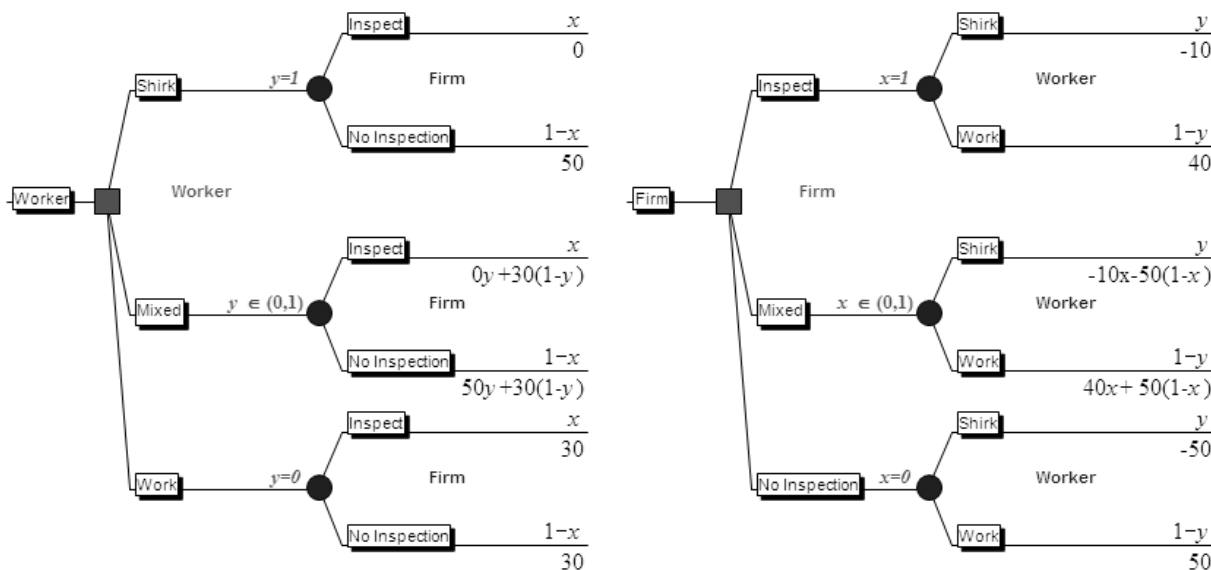 Inspect
x
0
Shirk
y=1
Firm
No Inspection
1−x
50
Worker
Worker
Inspect
x
0y+30(1-y)
Mixed
y ∈ (0,1)
Firm
No Inspection
1−x
50y+30(1-y)
Inspect
x
30
Work
y=0
Firm
No Inspection
1−x
30
Shirk
y
-10
Inspect
x=1
Worker
Work
1−y
40
Firm
Firm
Shirk
y
-10x-50(1-x)
Mixed
x ∈ (0,1)
Worker
Work
1−y
40x+ 50(1-x)
Shirk
y
-50
No Inspection
x=0
Worker
Work
1−y
50